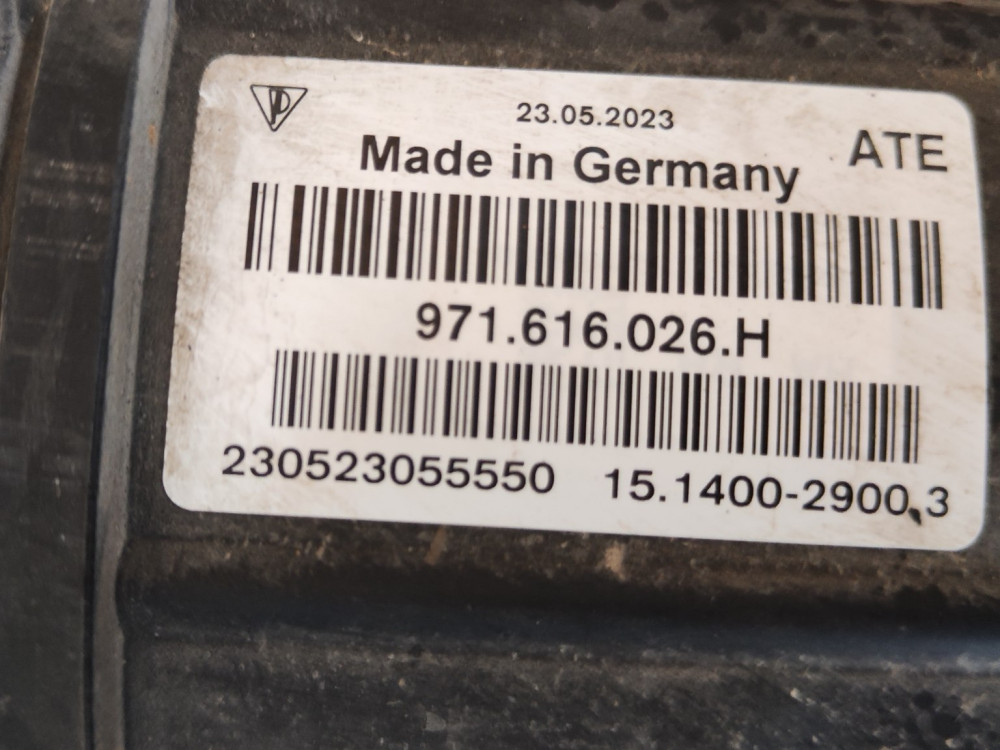 23.05.2023
ATE
Made in Germany
971.616.026.H
230523055550 15.1400-2900.3